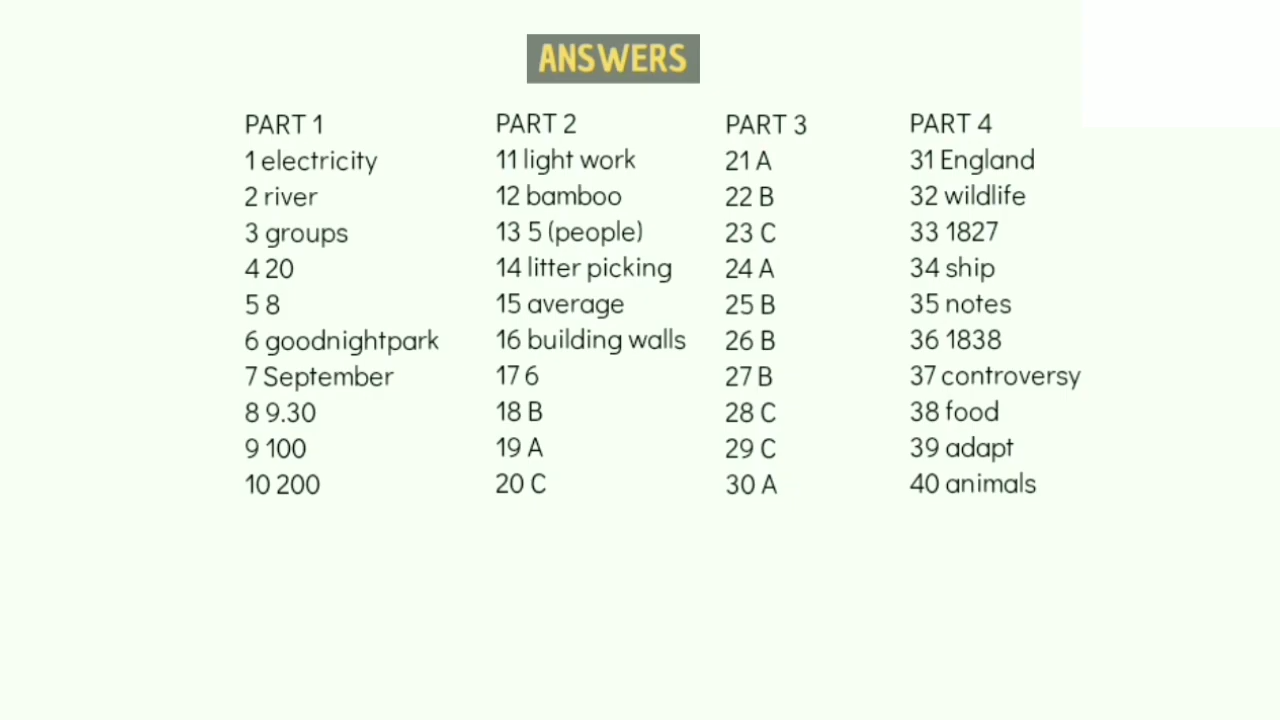 ANSWERS
PART 1
1 electricity
2 river
3 groups
4 20
5 8
6 goodnightpark
7 September
8 9.30
9 100
10 200
PART 2
11 light work
12 bamboo
13 5 (people)
14 litter picking
15 average
16 building walls
17 6
18 B
19 A
20 C
PART 3
21 A
22 B
23 C
24 A
25 B
26 B
27 B
28 C
29 C
30 A
PART 4
31 England
32 wildlife
33 1827
34 ship
35 notes
36 1838
37 controversy
38 food
39 adapt
40 animals